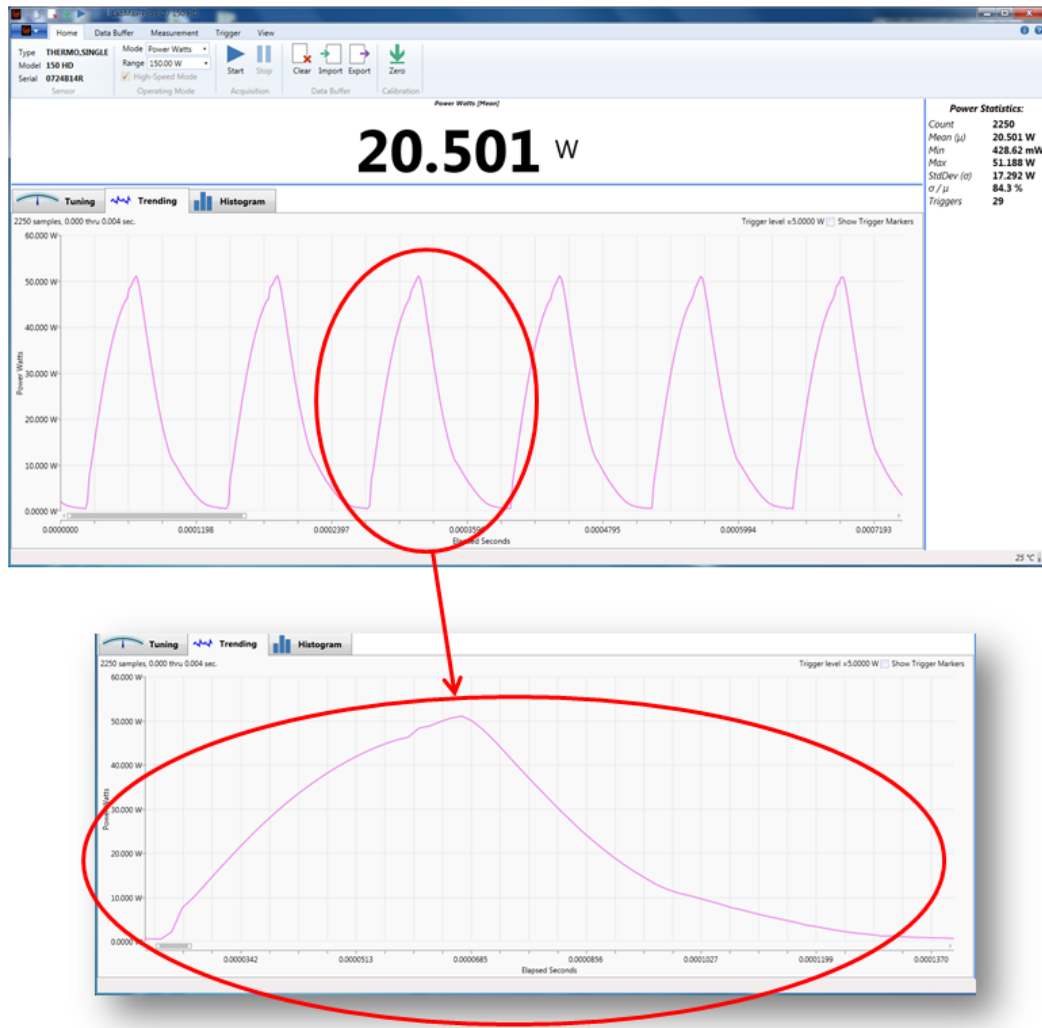 Home Data Buffer Measurement Trigger View
Type THERMO,SINGLE
Model 150 HD
Serial 0724B14R
Sensor
Mode Power Watts
Range 150.00 W
High-Speed Mode
Operating Mode
Start Stop
Acquisition
Clear Import Export
Data Buffer
Zero
Calibration
Power Watts [Mean]
20.501 W
Power Statistics:
Count 2250
Mean (μ) 20.501 W
Min 428.62 mW
Max 51.188 W
StdDev (σ) 17.292 W
σ / μ 84.3 %
Triggers 29
Tuning Trending Histogram
2250 samples, 0.000 thru 0.004 sec. Trigger level =5.0000 W Show Trigger Markers
60.000 W
50.000 W
40.000 W
30.000 W
20.000 W
10.000 W
0.0000 W
Power Watts
0.0000000 0.0001198 0.0002397 0.0004795 0.0005994 0.0007193
Elapsed Seconds
25 °C
Tuning Trending Histogram
2250 samples, 0.000 thru 0.004 sec. Trigger level =5.0000 W Show Trigger Markers
60.000 W
50.000 W
40.000 W
30.000 W
20.000 W
10.000 W
0.0000 W
Power Watts
0.0000342 0.0000513 0.0000685 0.0000856 0.0001027 0.0001199 0.0001370
Elapsed Seconds